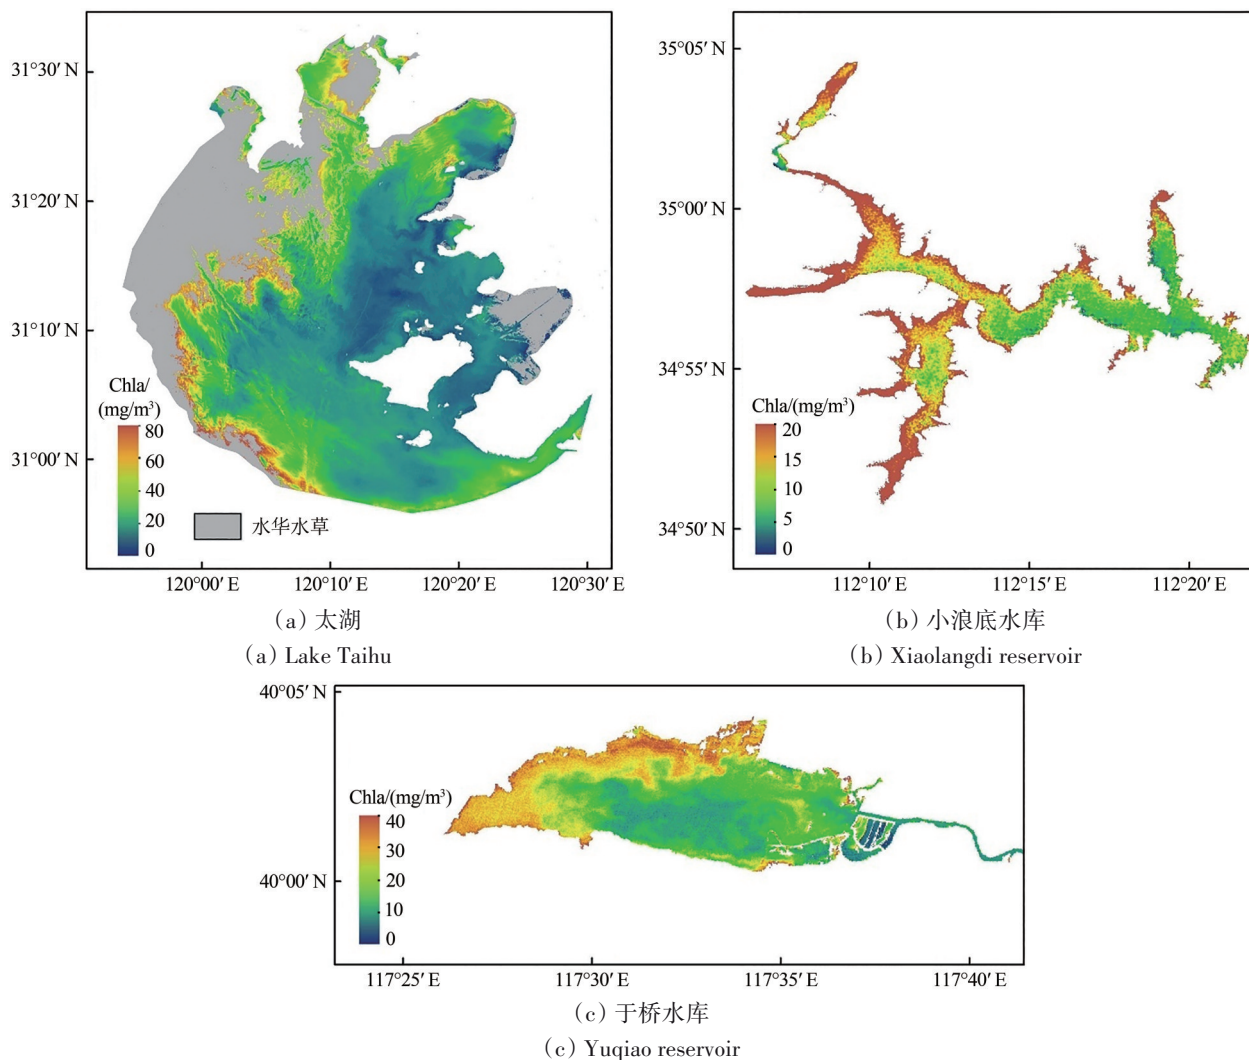 31°30′ N
31°20′ N
31°10′ N
31°00′ N
Chla/
(mg/m³)
80
60
40
20
0
水华水草
120°00′ E
120°10′ E
120°20′ E
120°30′ E
(a) 太湖
(a) Lake Taihu
35°05′ N
35°00′ N
34°55′ N
34°50′ N
Chla/(mg/m³)
20
15
10
5
0
112°10′ E
112°15′ E
112°20′ E
(b) 小浪底水库
(b) Xiaolangdi reservoir
40°05′ N
40°00′ N
Chla/(mg/m³)
40
30
20
10
0
117°25′ E
117°30′ E
117°35′ E
117°40′ E
(c) 于桥水库
(c) Yuqiao reservoir